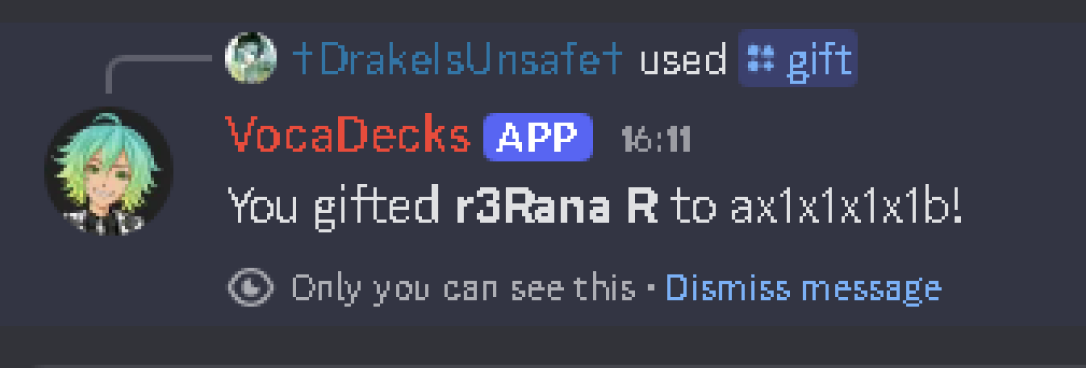 †DrakeIsUnsafe† used gift
VocaDecks APP 16:11
You gifted r3Rana R to ax1x1x1x1b!
Only you can see this • Dismiss message